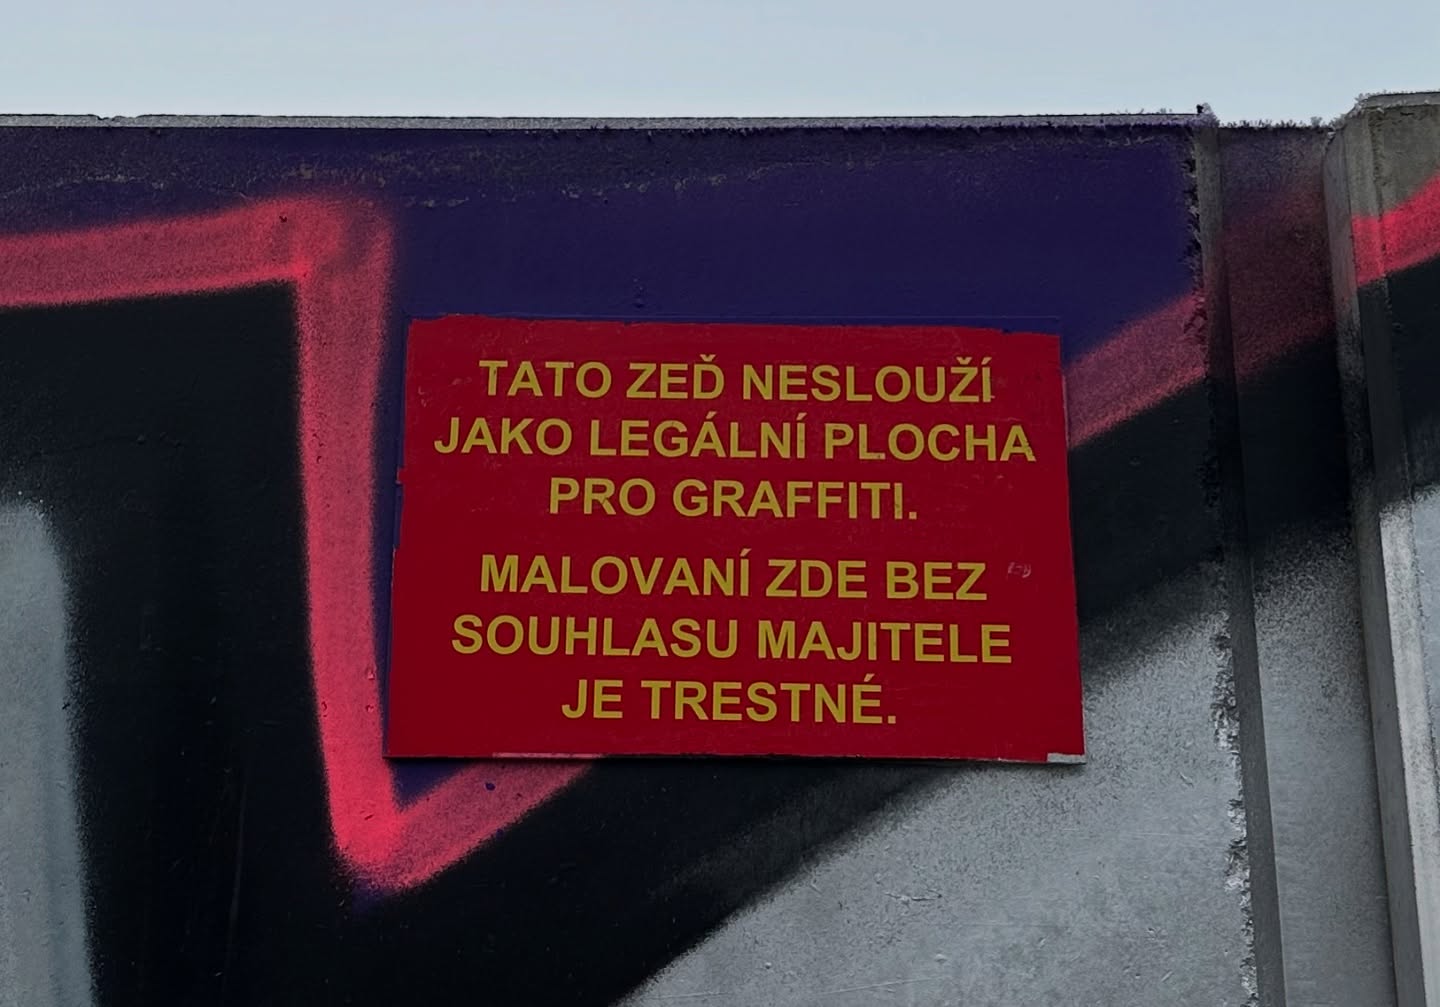 TATO ZEĎ NESLOUŽÍ
JAKO LEGÁLNÍ PLOCHA
PRO GRAFFITI.
MALOVANÍ ZDE BEZ
SOUHLASU MAJITELE
JE TRESTNÉ.